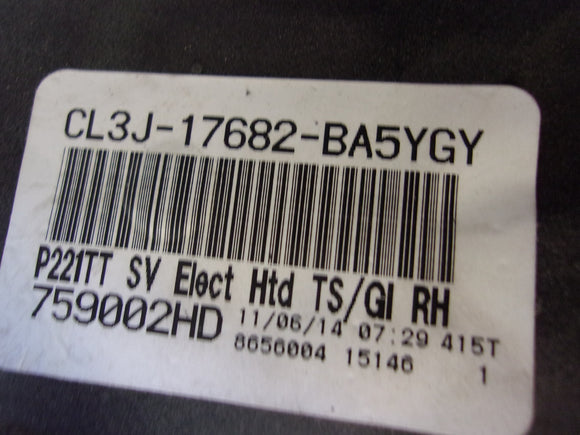 CL3J-17682-BA5YGY
P221TT SV Elect Htd TS/GI RH
759002HD 11/06/14 07:29 415T
8656004 15146 1